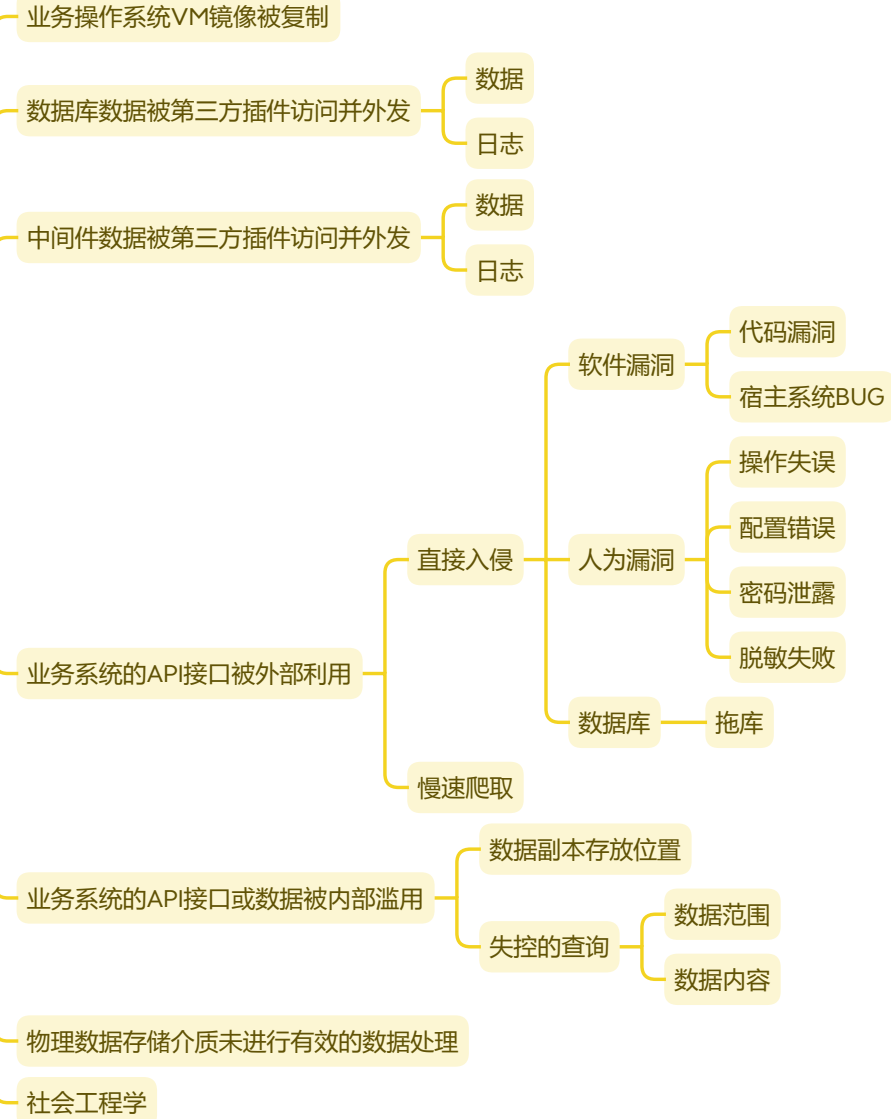 业务操作系统VM镜像被复制
数据库数据被第三方插件访问并外发
数据
日志
中间件数据被第三方插件访问并外发
数据
日志
业务系统的API接口被外部利用
直接入侵
软件漏洞
代码漏洞
宿主系统BUG
人为漏洞
操作失误
配置错误
密码泄露
脱敏失败
数据库
拖库
慢速爬取
业务系统的API接口或数据被内部滥用
数据副本存放位置
失控的查询
数据范围
数据内容
物理数据存储介质未进行有效的数据处理
社会工程学